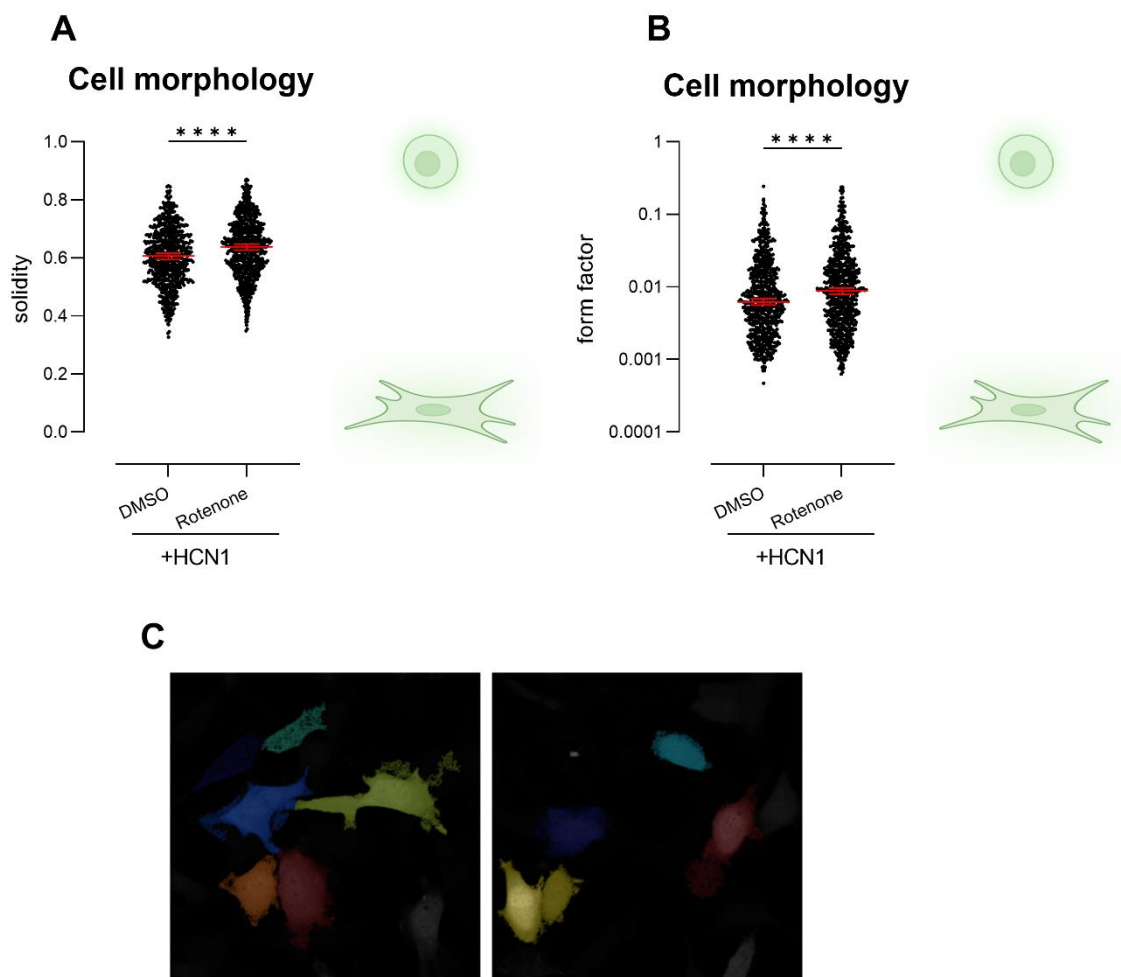 A
Cell morphology
* * * *
1.0
0.8
0.6
0.4
0.2
0.0
solidity
DMSO
Rotenone
+HCN1
B
Cell morphology
* * * *
1
0.1
0.01
0.001
0.0001
form factor
DMSO
Rotenone
+HCN1
C